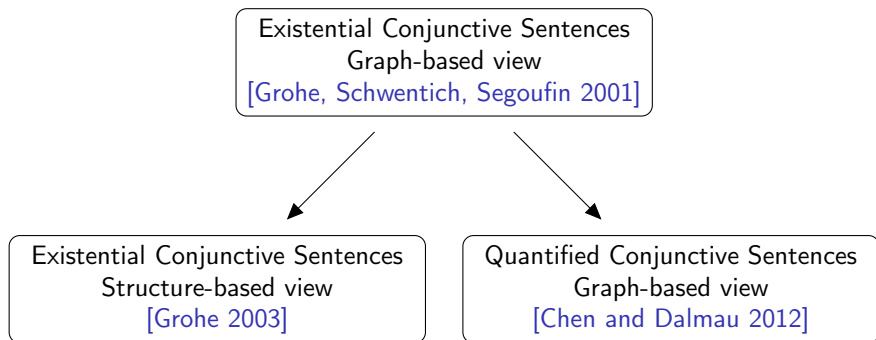 Existential Conjunctive Sentences
Graph-based view
[Grohe, Schwentich, Segoufin 2001]
Existential Conjunctive Sentences
Structure-based view
[Grohe 2003]
Quantified Conjunctive Sentences
Graph-based view
[Chen and Dalmau 2012]